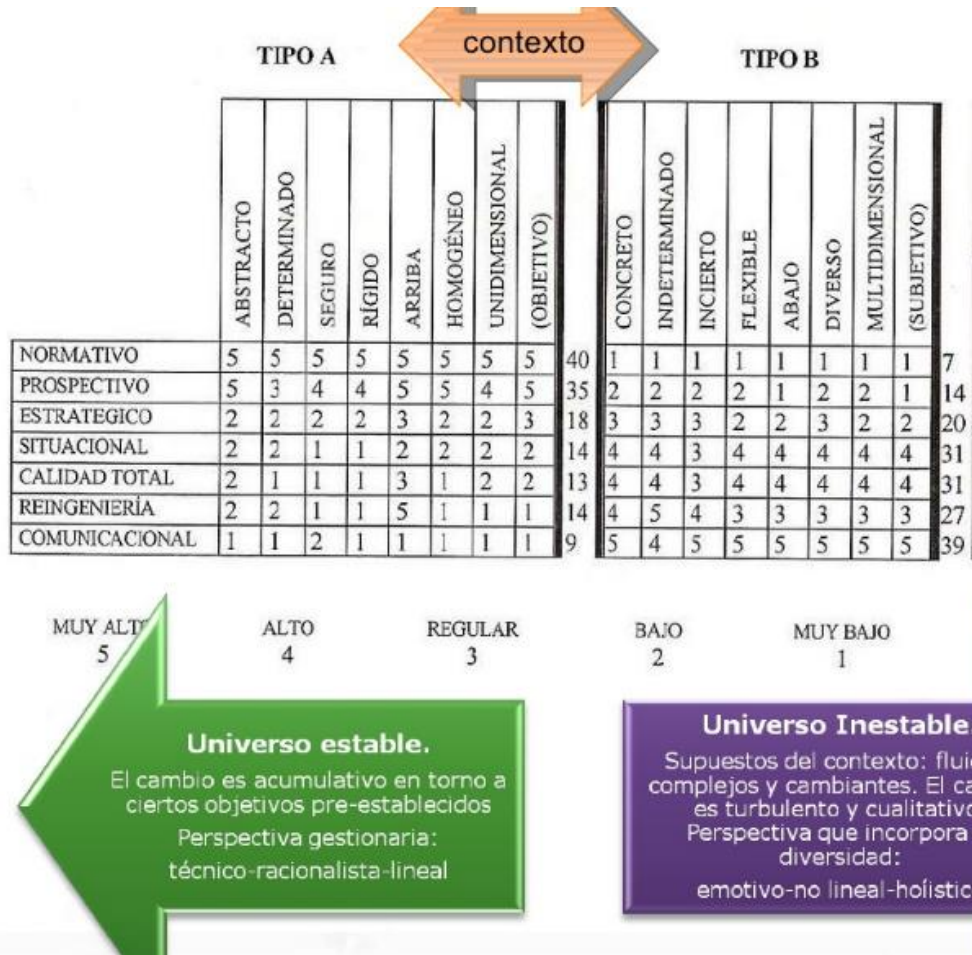 contexto
TIPO A
TIPO B
ABSTRACTO DETERMINADO SEGURO RÍGIDO ARRIBA HOMOGÉNEO UNIDIMENSIONAL (OBJETIVO) CONCRETO INDETERMINADO INCIERTO FLEXIBLE ABAJO DIVERSO MULTIDIMENSIONAL (SUBJETIVO)
NORMATIVO 5 5 5 5 5 5 5 5 40 1 1 1 1 1 1 1 1 7
PROSPECTIVO 5 3 4 4 5 5 4 5 35 2 2 2 2 1 2 2 1 14
ESTRATEGICO 2 2 2 2 3 2 2 3 18 3 3 3 2 2 3 2 2 20
SITUACIONAL 2 2 1 1 2 2 2 2 14 4 4 3 4 4 4 4 4 31
CALIDAD TOTAL 2 1 1 1 3 1 2 2 13 4 4 3 4 4 4 4 4 31
REINGENIERÍA 2 2 1 1 5 1 1 1 14 4 5 4 3 3 3 3 3 27
COMUNICACIONAL 1 1 2 1 1 1 1 1 9 5 4 5 5 5 5 5 5 39
MUY ALTO ALTO REGULAR BAJO MUY BAJO
5 4 3 2 1
Universo estable.
El cambio es acumulativo en torno a
ciertos objetivos pre-establecidos
Perspectiva gestionaria:
técnico-racionalista-lineal
Universo Inestable
Supuestos del contexto:
complejos y cambiantes. El
es turbulento y cualitativo
Perspectiva que incorpora
diversidad:
emotivo-no lineal-